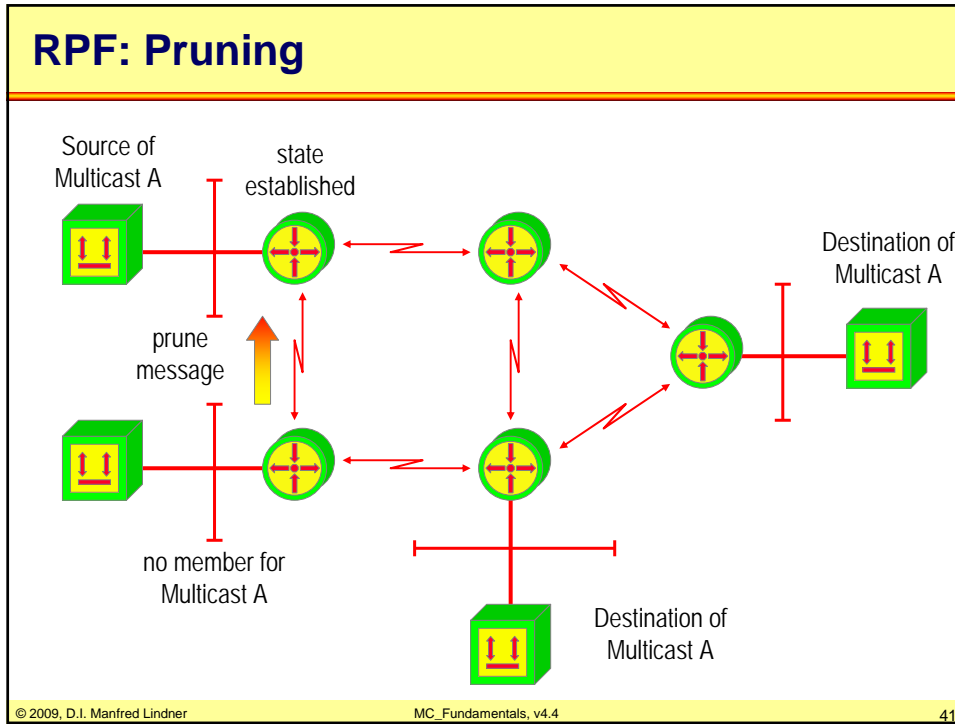 RPF: Pruning
Source of
Multicast A
state
established
Destination of
Multicast A
prune
message
no member for
Multicast A
Destination of
Multicast A
© 2009, D.I. Manfred Lindner
MC_Fundamentals, v4.4
41